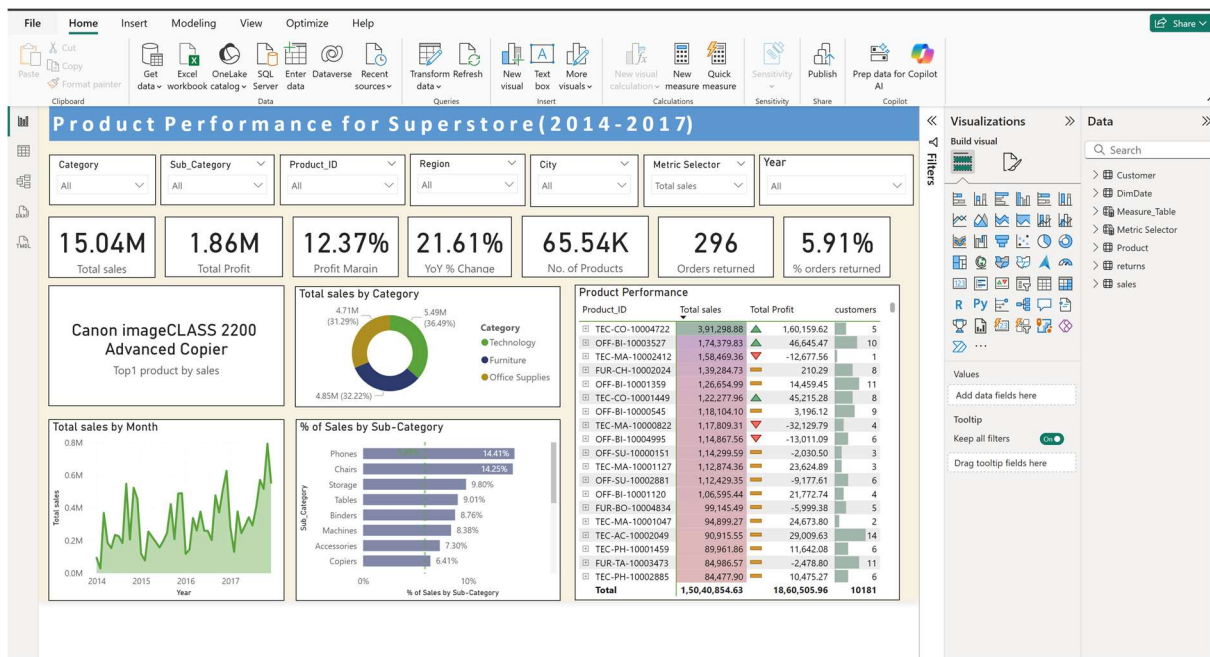 File Home Insert Modeling View Optimize Help Share
Paste
Cut
Copy
Format painter
Clipboard
Get data
Excel workbook
OneLake catalog
SQL Server
Enter data
Dataverse
Recent sources
Data
Transform data
Refresh
Queries
New visual
Text box
More visuals
Insert
New visual calculation
New measure
Quick measure
Calculations
Sensitivity
Sensitivity
Publish
Share
Prep data for AI
Copilot
Copilot
Product Performance for Superstore(2014-2017)
Category
All
Sub_Category
All
Product_ID
All
Region
All
City
All
Metric Selector
Total sales
Year
All
15.04M
Total sales
1.86M
Total Profit
12.37%
Profit Margin
21.61%
YoY % Change
65.54K
No. of Products
296
Orders returned
5.91%
% orders returned
Canon imageCLASS 2200
Advanced Copier
Top1 product by sales
Total sales by Category
4.71M
(31.29%)
5.49M
(36.49%)
4.85M (32.22%)
Category
Technology
Furniture
Office Supplies
Total sales by Month
Total sales
0.8M
0.6M
0.4M
0.2M
0.0M
2014 2015 2016 2017
Year
% of Sales by Sub-Category
Sub_Category
Phones 14.41%
Chairs 14.25%
Storage 9.80%
Tables 9.01%
Binders 8.76%
Machines 8.38%
Accessories 7.30%
Copiers 6.41%
0% 10%
% of Sales by Sub-Category
Product Performance
Product_ID Total sales Total Profit customers
TEC-CO-10004722 3,91,298.88 1,60,159.62 5
OFF-BI-10003527 1,74,379.83 46,645.47 10
TEC-MA-10002412 1,58,469.36 -12,677.56 1
FUR-CH-10002024 1,39,284.73 210.29 8
OFF-BI-10001359 1,26,654.99 14,459.45 11
TEC-CO-10001449 1,22,277.96 45,215.28 8
OFF-BI-10000545 1,18,104.10 3,196.12 9
TEC-MA-10000822 1,17,809.31 -32,129.79 4
OFF-BI-10004995 1,14,867.56 -13,011.09 6
OFF-SU-10000151 1,14,299.59 -2,030.50 3
TEC-MA-10001127 1,12,874.36 23,624.89 3
OFF-SU-10002881 1,12,429.35 -9,177.61 6
OFF-BI-10001120 1,06,595.44 21,772.74 4
FUR-BO-10004834 99,145.49 -5,999.38 5
TEC-MA-10001047 94,899.27 24,673.80 2
TEC-AC-10002049 90,915.55 29,009.63 14
TEC-PH-10001459 89,961.86 11,642.08 6
FUR-TA-10003473 84,986.57 -2,478.80 11
TEC-PH-10002885 84,477.90 10,475.27 6
Total 1,50,40,854.63 18,60,505.96 10181
Filters
Visualizations
Build visual
R Py
Values
Add data fields here
Tooltip
Keep all filters On
Drag tooltip fields here
Data
Search
Customer
DimDate
Measure_Table
Metric Selector
Product
returns
sales